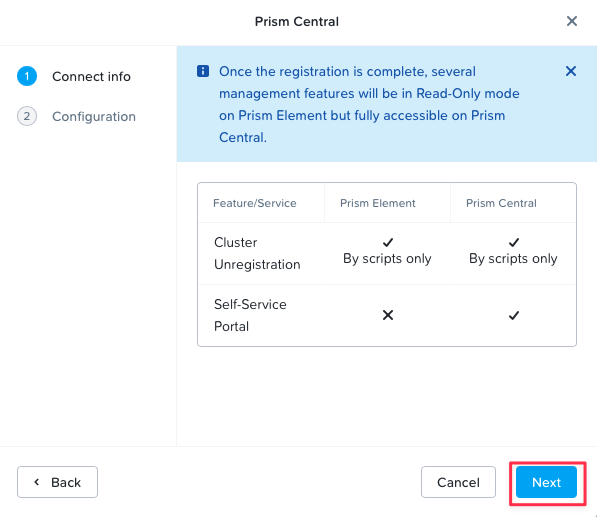 Prism Central
1 Connect info
2 Configuration
Once the registration is complete, several
management features will be in Read-Only mode
on Prism Element but fully accessible on Prism
Central.
Feature/Service Prism Element Prism Central
Cluster
Unregistration
By scripts only By scripts only
Self-Service
Portal
Back Cancel Next